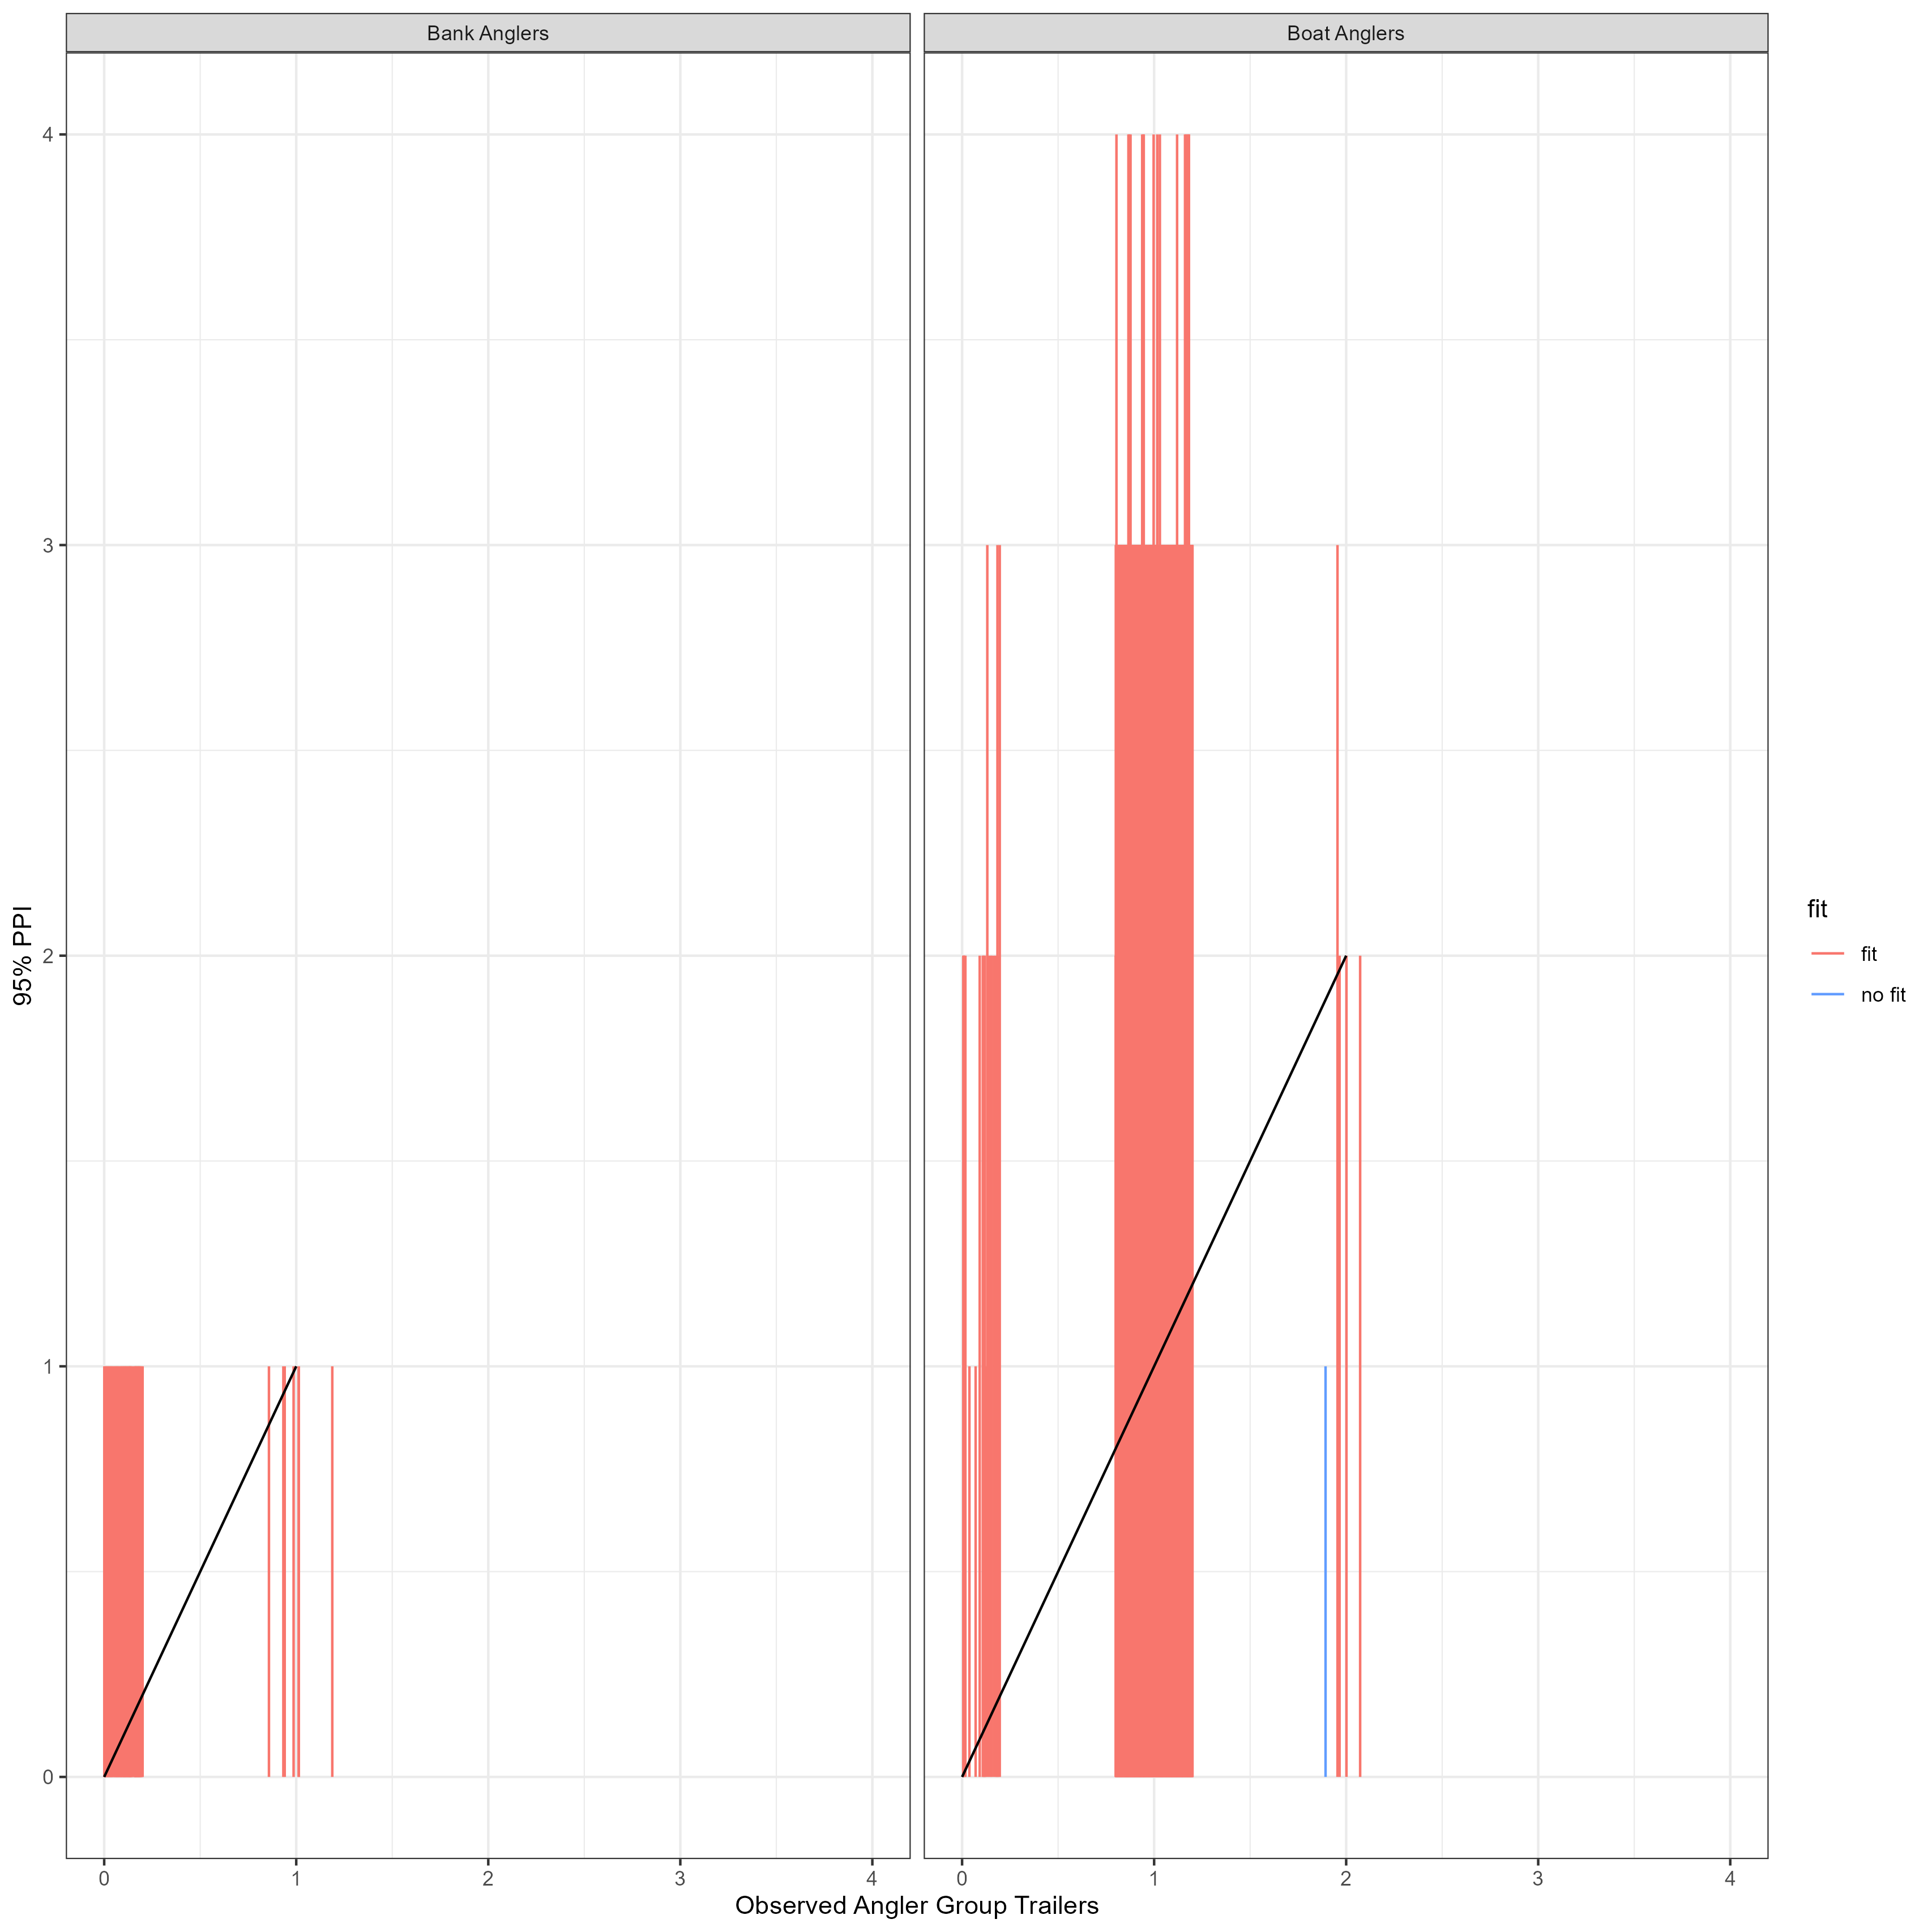 Bank Anglers
Boat Anglers
4
3
2
1
0
95% PPI
0 1 2 3 4
0 1 2 3 4
Observed Angler Group Trailers
fit
fit
no fit